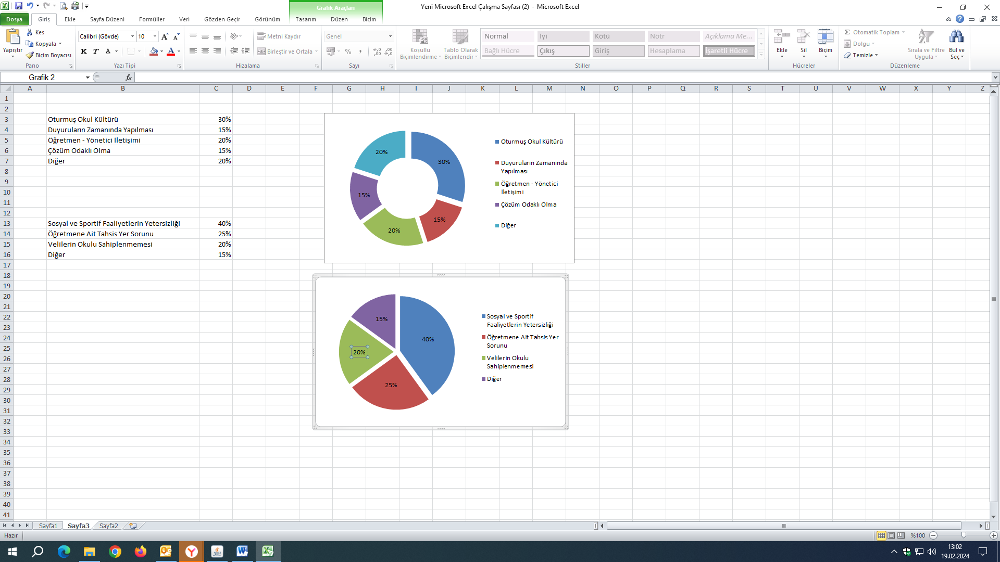 Grafik Araçları
Yeni Microsoft Excel Çalışma Sayfası (2) - Microsoft Excel
Dosya Giriş Ekle Sayfa Düzeni Formüller Veri Gözden Geçir Görünüm Tasarım Düzen Biçim
Yapıştır
Kes
Kopyala
Biçim Boyacısı
Pano
Calibri (Gövde) 10
K T A
Yazı Tipi
Metni Kaydır
Birleştir ve Ortala
Hizalama
Genel
Sayı
Koşullu Biçimlendirme
Tablo Olarak Biçimlendir
Normal İyi Kötü Nötr Açıklama Me...
Bağlı Hücre Çıkış Giriş Hesaplama İşaretli Hücre
Stiller
Ekle Sil Biçim
Hücreler
Σ Otomatik Toplam
Dolgu
Temizle
Sırala ve Filtre Uygula
Bul ve Seç
Düzenleme
Grafik 2 fx
A B C D E F G H I J K L M N O P Q R S T U V W X Y Z
1
2
3 Oturmuş Okul Kültürü 30%
4 Duyuruların Zamanında Yapılması 15%
5 Öğretmen - Yönetici İletişimi 20%
6 Çözüm Odaklı Olma 15%
7 Diğer 20%
8
9
10
11
12
13 Sosyal ve Sportif Faaliyetlerin Yetersizliği 40%
14 Öğretmene Ait Tahsis Yer Sorunu 25%
15 Velilerin Okulu Sahiplenmemesi 20%
16 Diğer 15%
17
18
19
20
21
22
23
24
25
26
27
28
29
30
31
32
33
34
35
36
37
38
39
40
41
20%
30%
15%
15%
20%
Oturmuş Okul Kültürü
Duyuruların Zamanında
Yapılması
Öğretmen - Yönetici
İletişimi
Çözüm Odaklı Olma
Diğer
15%
40%
20%
25%
Sosyal ve Sportif
Faaliyetlerin Yetersizliği
Öğretmene Ait Tahsis Yer
Sorunu
Velilerin Okulu
Sahiplenmemesi
Diğer
Sayfa1 Sayfa3 Sayfa2
Hazır %100
13:02
19.02.2024